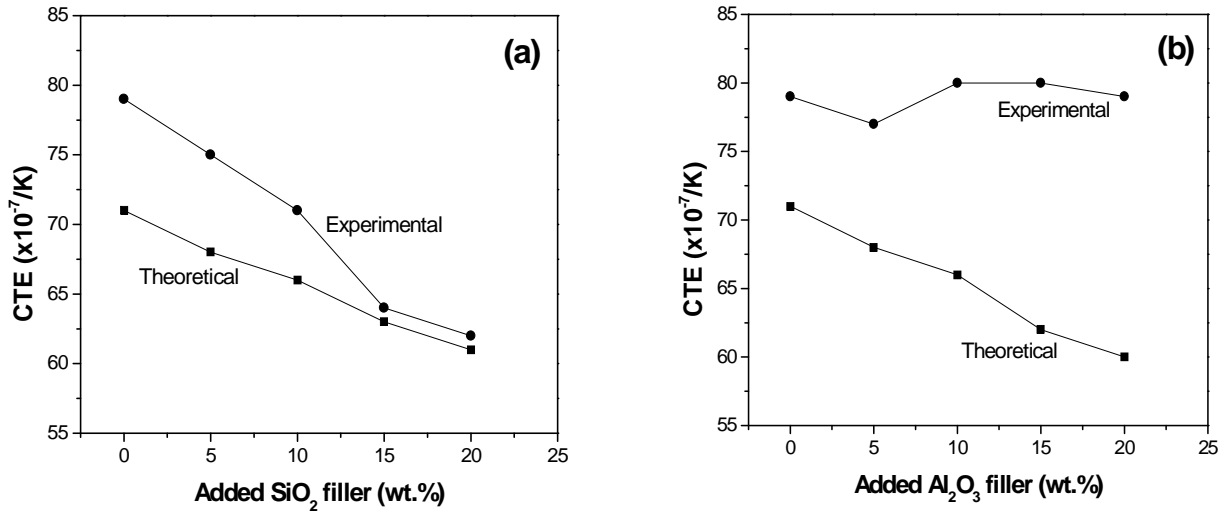 85
80
75
70
65
60
55
CTE (x10⁻⁷/K)
(a)
Experimental
Theoretical
0 5 10 15 20 25
Added SiO₂ filler (wt.%)
85
80
75
70
65
60
55
CTE (x10⁻⁷/K)
(b)
Experimental
Theoretical
0 5 10 15 20 25
Added Al₂O₃ filler (wt.%)